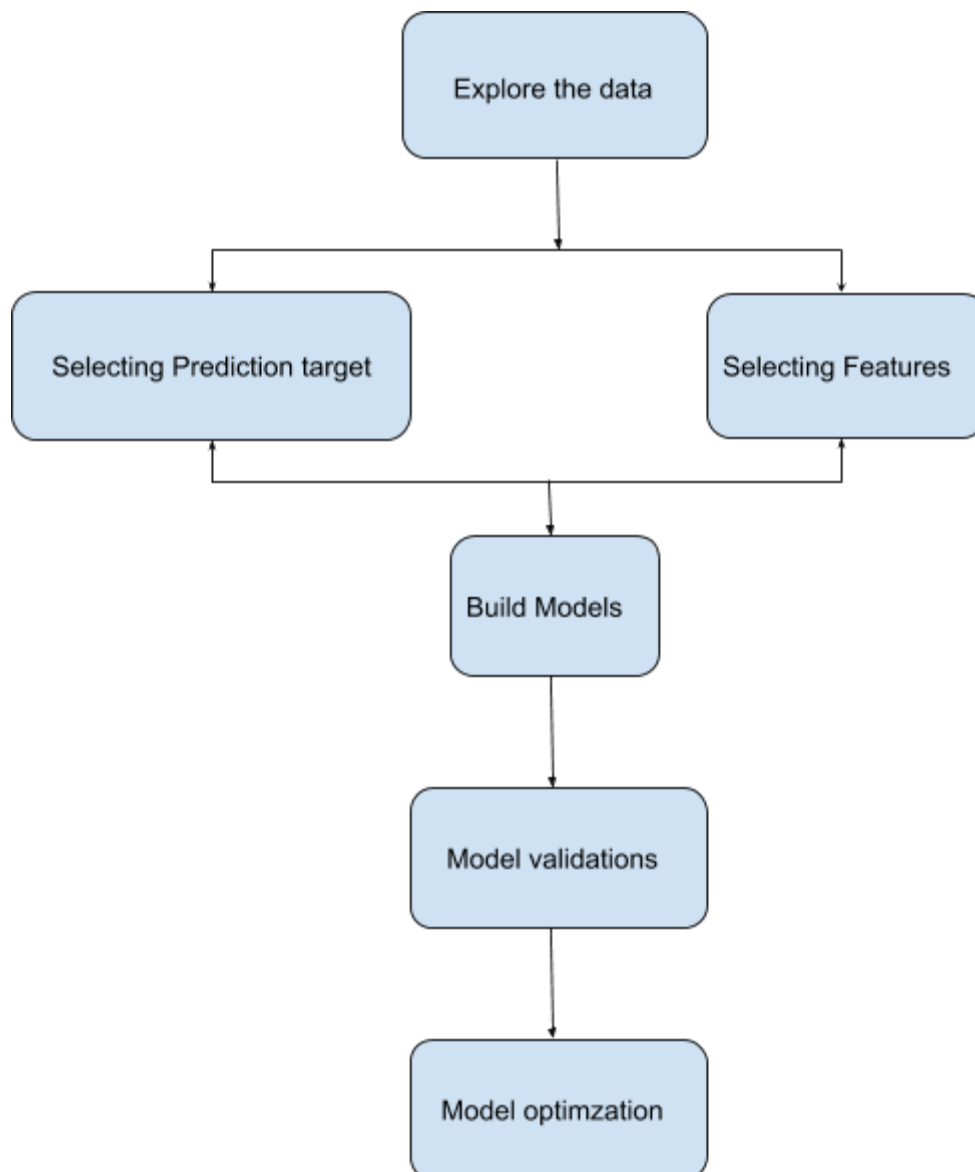 Explore the data
Selecting Prediction target
Selecting Features
Build Models
Model validations
Model optimzation